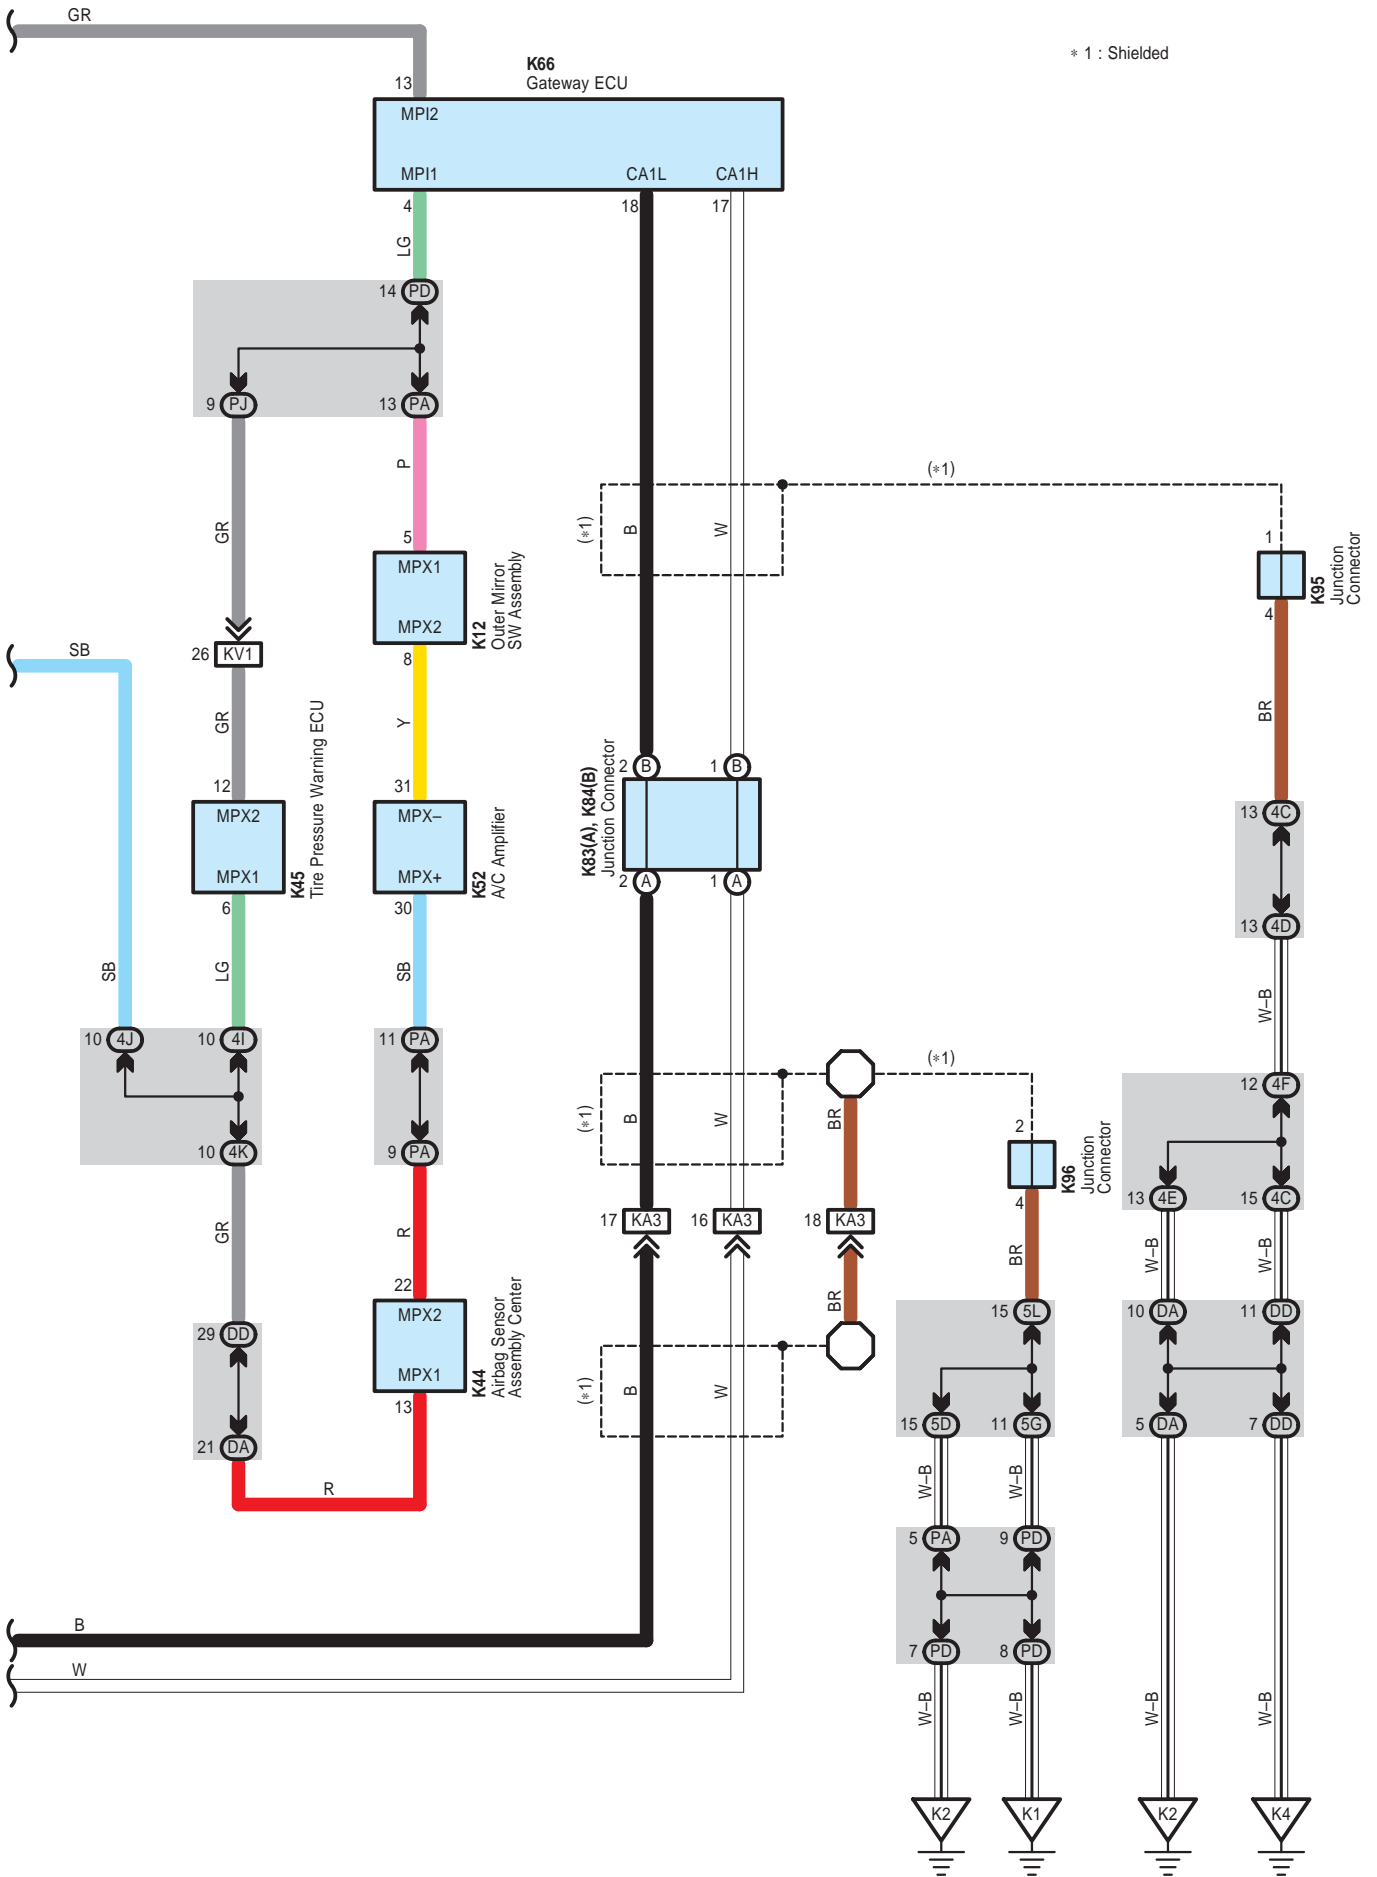 GR
* 1 : Shielded
K66
Gateway ECU
13
MPI2
MPI1
CA1L
CA1H
4
18
17
LG
14 PD
9 PJ
13 PA
P
(*1)
GR
5
(*1)
B
W
1
MPX1
MPX2
K12
Outer Mirror
SW Assembly
K95
Junction
Connector
4
8
26 KV1
SB
GR
Y
BR
K45
Tire Pressure Warning ECU
K83(A), K84(B)
Junction Connector
2 B
1 B
12
31
MPX2
MPX1
MPX–
MPX+
K52
A/C Amplifier
13 4C
2 A
1 A
6
30
13 4D
SB
LG
SB
W–B
10 4J
10 4I
11 PA
(*1)
12 4F
(*1)
B
W
BR
2
K96
Junction
Connector
10 4K
9 PA
4
13 4E
15 4C
17 KA3
16 KA3
18 KA3
GR
R
BR
W–B
W–B
22
BR
15 5L
10 DA
11 DD
29 DD
MPX2
MPX1
K44
Airbag Sensor
Assembly Center
(*1)
B
W
13
21 DA
15 5D
11 5G
5 DA
7 DD
R
W–B
W–B
5 PA
9 PD
B
7 PD
8 PD
W
W–B
W–B
W–B
W–B
K2
K1
K2
K4